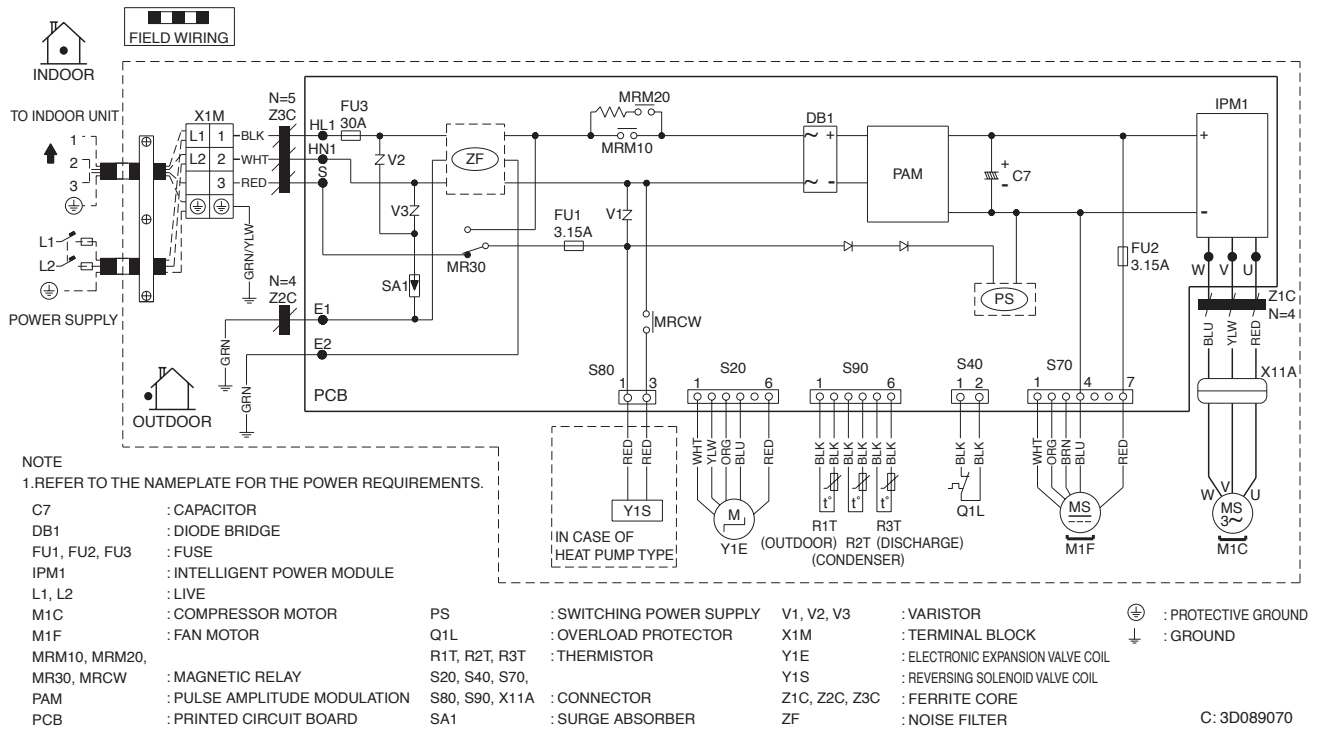 FIELD WIRING
INDOOR
TO INDOOR UNIT
1
2
3
L1
L2
POWER SUPPLY
X1M
L1 1
L2 2
3
BLK
WHT
RED
GRN/YLW
N=5
Z3C
HL1
HN1
S
FU3
30A
V2
V3
SA1
N=4
Z2C
E1
E2
GRN
GRN
PCB
OUTDOOR
ZF
MR30
MRM20
MRM10
FU1
3.15A
V1
MRCW
DB1
~ +
~ -
PAM
+
-
C7
PS
FU2
3.15A
IPM1
+
-
W V U
Z1C
N=4
BLU
YLW
RED
X11A
W V U
MS
3~
M1C
S80
1 3
RED
RED
Y1S
IN CASE OF
HEAT PUMP TYPE
S20
1 6
WHT
YLW
ORG
BLU
RED
M
Y1E
S90
1 6
BLK
BLK
BLK
BLK
BLK
BLK
t° t° t°
R1T R3T
(OUTDOOR) R2T (DISCHARGE)
(CONDENSER)
S40
1 2
BLK
BLK
Q1L
S70
1 4 7
WHT
ORG
BRN
BLU
RED
MS
M1F
NOTE
1.REFER TO THE NAMEPLATE FOR THE POWER REQUIREMENTS.
C7 : CAPACITOR
DB1 : DIODE BRIDGE
FU1, FU2, FU3 : FUSE
IPM1 : INTELLIGENT POWER MODULE
L1, L2 : LIVE
M1C : COMPRESSOR MOTOR
M1F : FAN MOTOR
MRM10, MRM20,
MR30, MRCW : MAGNETIC RELAY
PAM : PULSE AMPLITUDE MODULATION
PCB : PRINTED CIRCUIT BOARD
PS : SWITCHING POWER SUPPLY
Q1L : OVERLOAD PROTECTOR
R1T, R2T, R3T : THERMISTOR
S20, S40, S70,
S80, S90, X11A : CONNECTOR
SA1 : SURGE ABSORBER
V1, V2, V3 : VARISTOR
X1M : TERMINAL BLOCK
Y1E : ELECTRONIC EXPANSION VALVE COIL
Y1S : REVERSING SOLENOID VALVE COIL
Z1C, Z2C, Z3C : FERRITE CORE
ZF : NOISE FILTER
: PROTECTIVE GROUND
: GROUND
C: 3D089070